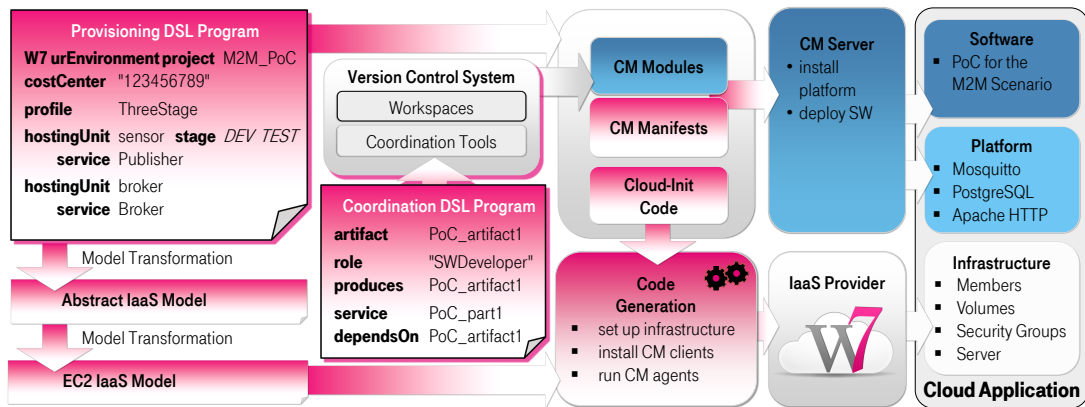 Provisioning DSL Program
W7 urEnvironment project M2M_PoC
costCenter "123456789"
profile ThreeStage
hostingUnit sensor stage DEV TEST
service Publisher
hostingUnit broker
service Broker
Model Transformation
Abstract IaaS Model
Model Transformation
EC2 IaaS Model
Version Control System
Workspaces
Coordination Tools
Coordination DSL Program
artifact PoC_artifact1
role "SWDeveloper"
produces PoC_artifact1
service PoC_part1
dependsOn PoC_artifact1
CM Modules
CM Manifests
Cloud-Init
Code
Code
Generation
▪ set up infrastructure
▪ install CM clients
▪ run CM agents
CM Server
• install
platform
• deploy SW
IaaS Provider
W7
Software
▪ PoC for the
M2M Scenario
Platform
▪ Mosquitto
▪ PostgreSQL
▪ Apache HTTP
Infrastructure
▪ Members
▪ Volumes
▪ Security Groups
▪ Server
Cloud Application